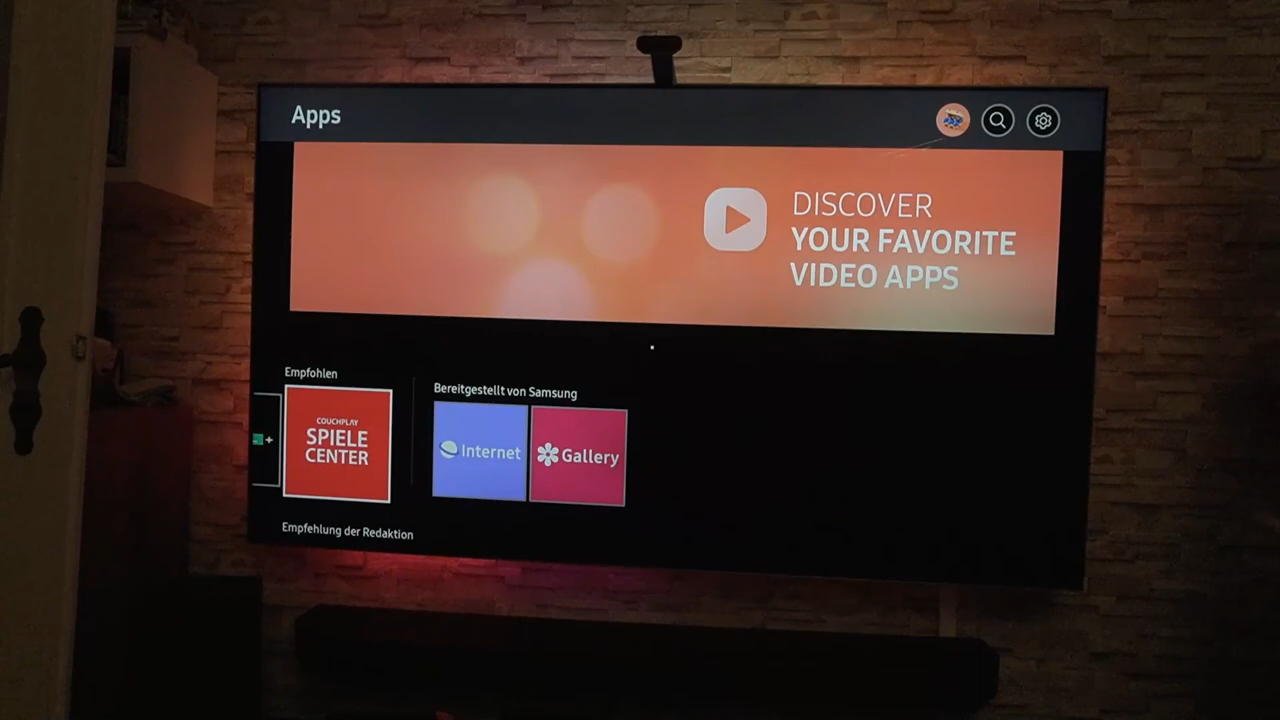 Apps
DISCOVER
YOUR FAVORITE
VIDEO APPS
Empfohlen
Bereitgestellt von Samsung
COUCHPLAY
SPIELE
CENTER
Internet
Gallery
Empfehlung der Redaktion